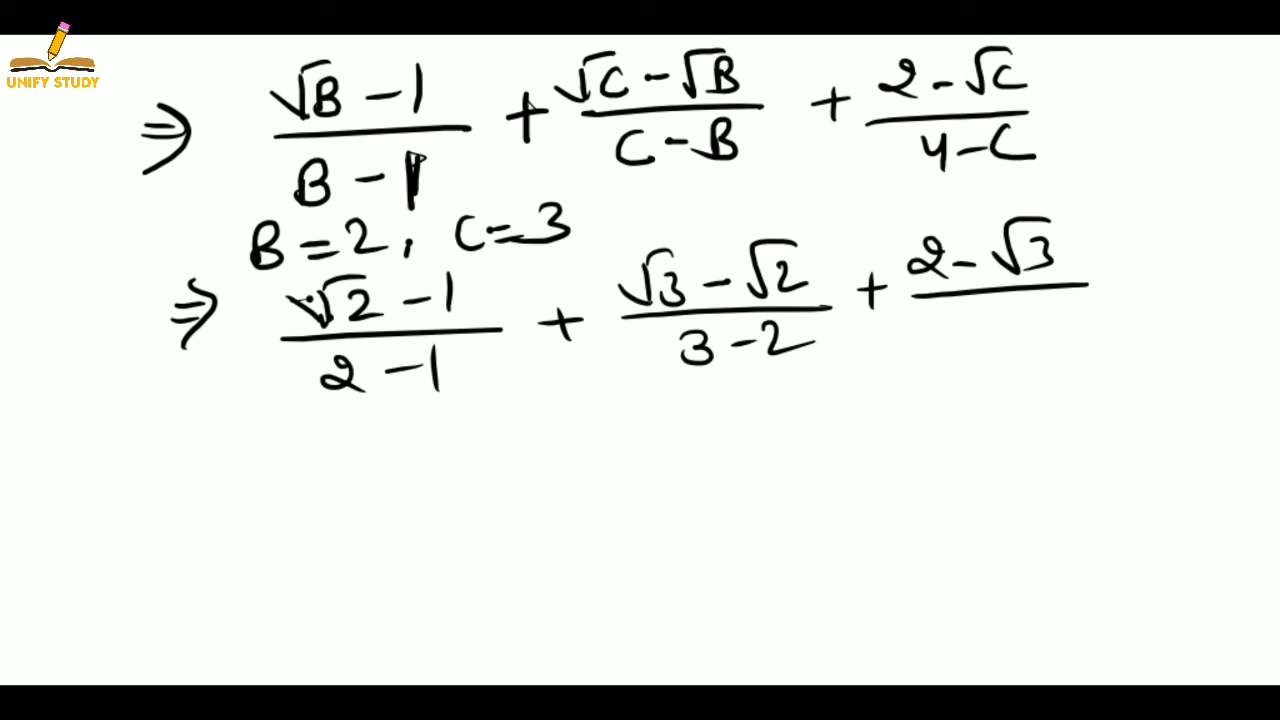 UNIFY STUDY
⇒ (√B - 1)/(B - 1) + (√C - √B)/(C - B) + (2 - √C)/(4 - C)
B = 2, C = 3
⇒ (√2 - 1)/(2 - 1) + (√3 - √2)/(3 - 2) + (2 - √3)/